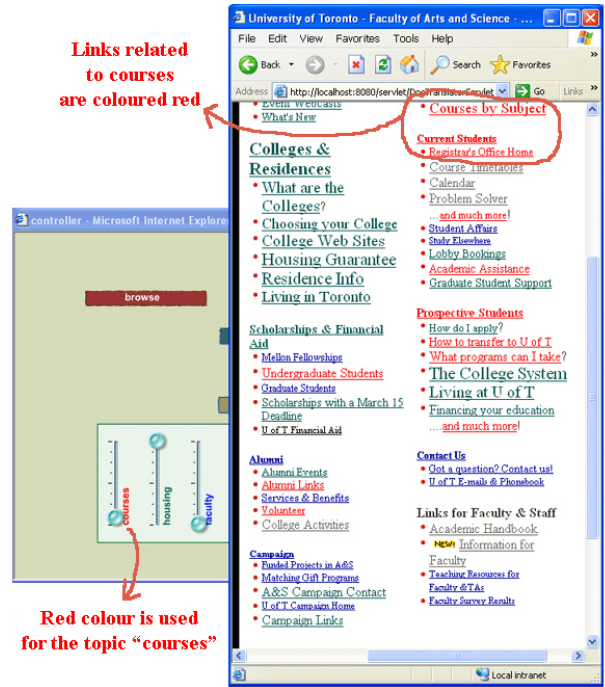 Links related
to courses
are coloured red
controller - Microsoft Internet Explorer
browse
courses
housing
faculty
Red colour is used
for the topic “courses”
University of Toronto - Faculty of Arts and Science - ...
File Edit View Favorites Tools Help
Back Search Favorites
Address http://localhost:8080/servlet/DocTranslatorServlet Go Links
Event Webcasts
What's New
Colleges &
Residences
What are the
Colleges?
Choosing your College
College Web Sites
Housing Guarantee
Residence Info
Living in Toronto
Scholarships & Financial
Aid
Mellon Fellowships
Undergraduate Students
Graduate Students
Scholarships with a March 15
Deadline
U of T Financial Aid
Alumni
Alumni Events
Alumni Links
Services & Benefits
Volunteer
College Activities
Campaign
Funded Projects in A&S
Matching Gift Programs
A&S Campaign Contact
U of T Campaign Home
Campaign Links
Courses by Subject
Current Students
Registrar's Office Home
Course Timetables
Calendar
Problem Solver
...and much more!
Student Affairs
Study Elsewhere
Lobby Bookings
Academic Assistance
Graduate Student Support
Prospective Students
How do I apply?
How to transfer to U of T
What programs can I take?
The College System
Living at U of T
Financing your education
....and much more!
Contact Us
Got a question? Contact us!
U of T E-mails & Phonebook
Links for Faculty & Staff
Academic Handbook
NEW! Information for
Faculty
Teaching Resources for
Faculty &TAs
Faculty Survey Results
Local intranet